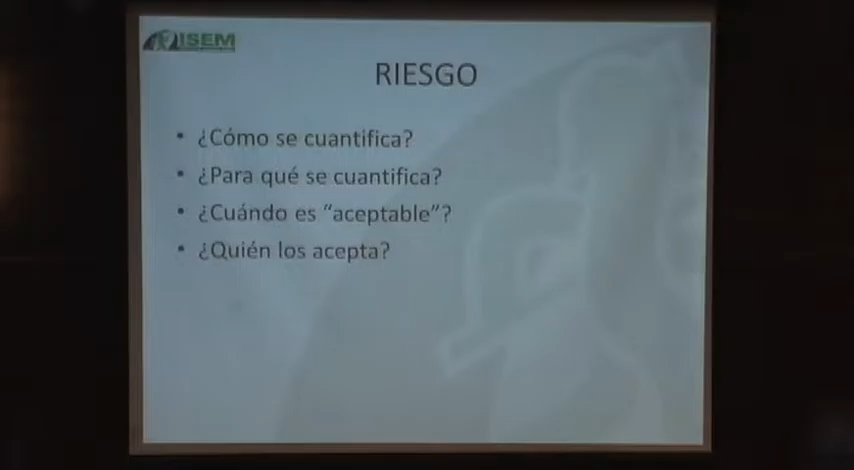 ISEM
RIESGO
• ¿Cómo se cuantifica?
• ¿Para qué se cuantifica?
• ¿Cuándo es “aceptable”?
• ¿Quién los acepta?